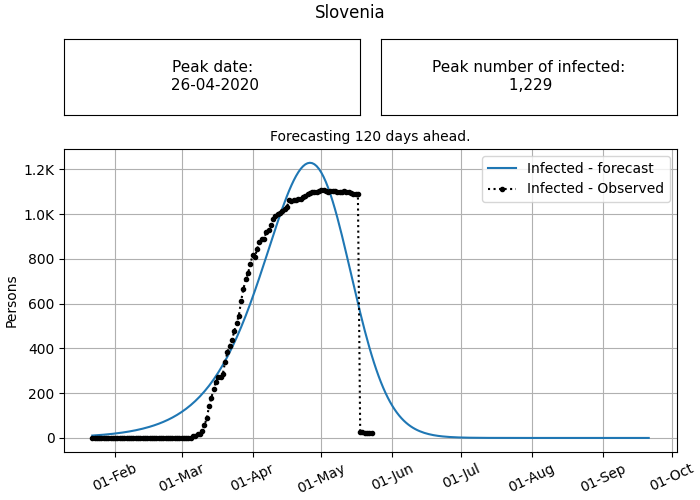 Slovenia
Peak date:
26-04-2020
Peak number of infected:
1,229
Forecasting 120 days ahead.
Infected - forecast
Infected - Observed
1.2K
1.0K
800
600
400
200
0
Persons
01-Feb
01-Mar
01-Apr
01-May
01-Jun
01-Jul
01-Aug
01-Sep
01-Oct